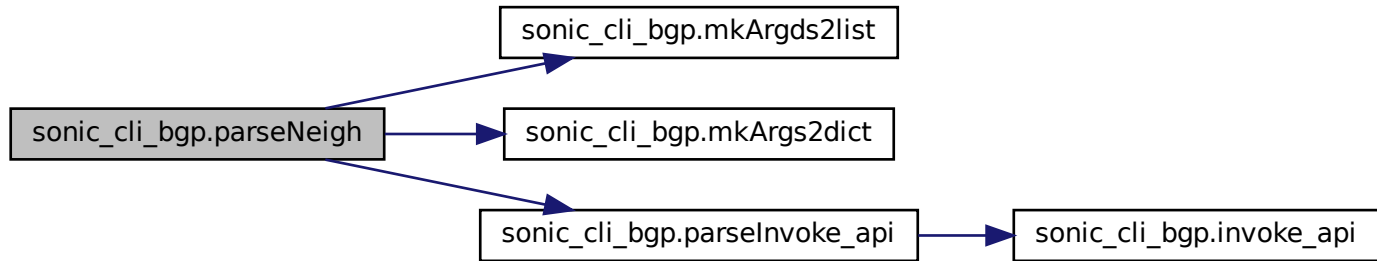 sonic_cli_bgp.mkArgds2list
sonic_cli_bgp.parseNeigh
sonic_cli_bgp.mkArgs2dict
sonic_cli_bgp.parseInvoke_api
sonic_cli_bgp.invoke_api